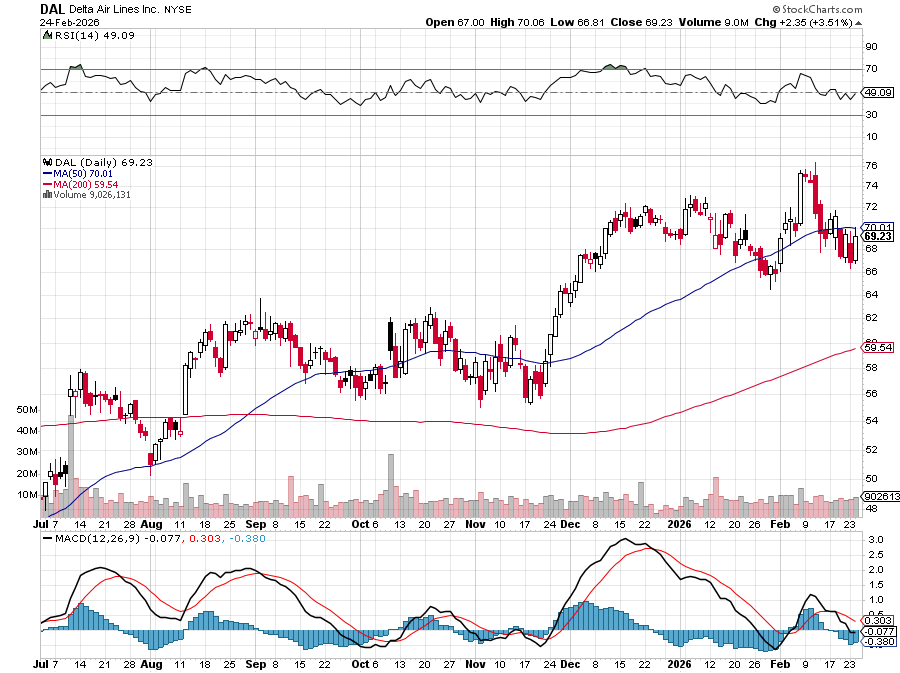 DAL Delta Air Lines Inc. NYSE
© StockCharts.com
24-Feb-2026
Open 67.00 High 70.06 Low 66.81 Close 69.23 Volume 9.0M Chg +2.35 (+3.51%)
RSI(14) 49.09
90
70
49.09
30
10
DAL (Daily) 69.23
MA(50) 70.01
MA(200) 59.54
Volume 9,026,131
76
74
72
70.01
69.23
68
66
64
62
59.54
58
56
54
52
50
48
50M
40M
30M
20M
10M
902613
Jul 7 14 21 28 Aug 11 18 25 Sep 8 15 22 Oct 6 13 20 27 Nov 10 17 24 Dec 8 15 22 2026 12 20 26 Feb 9 17 23
MACD(12,26,9) -0.077, 0.303, -0.380
3.0
2.5
2.0
1.5
1.0
0.303
-0.077
-0.380
Jul 7 14 21 28 Aug 11 18 25 Sep 8 15 22 Oct 6 13 20 27 Nov 10 17 24 Dec 8 15 22 2026 12 20 26 Feb 9 17 23